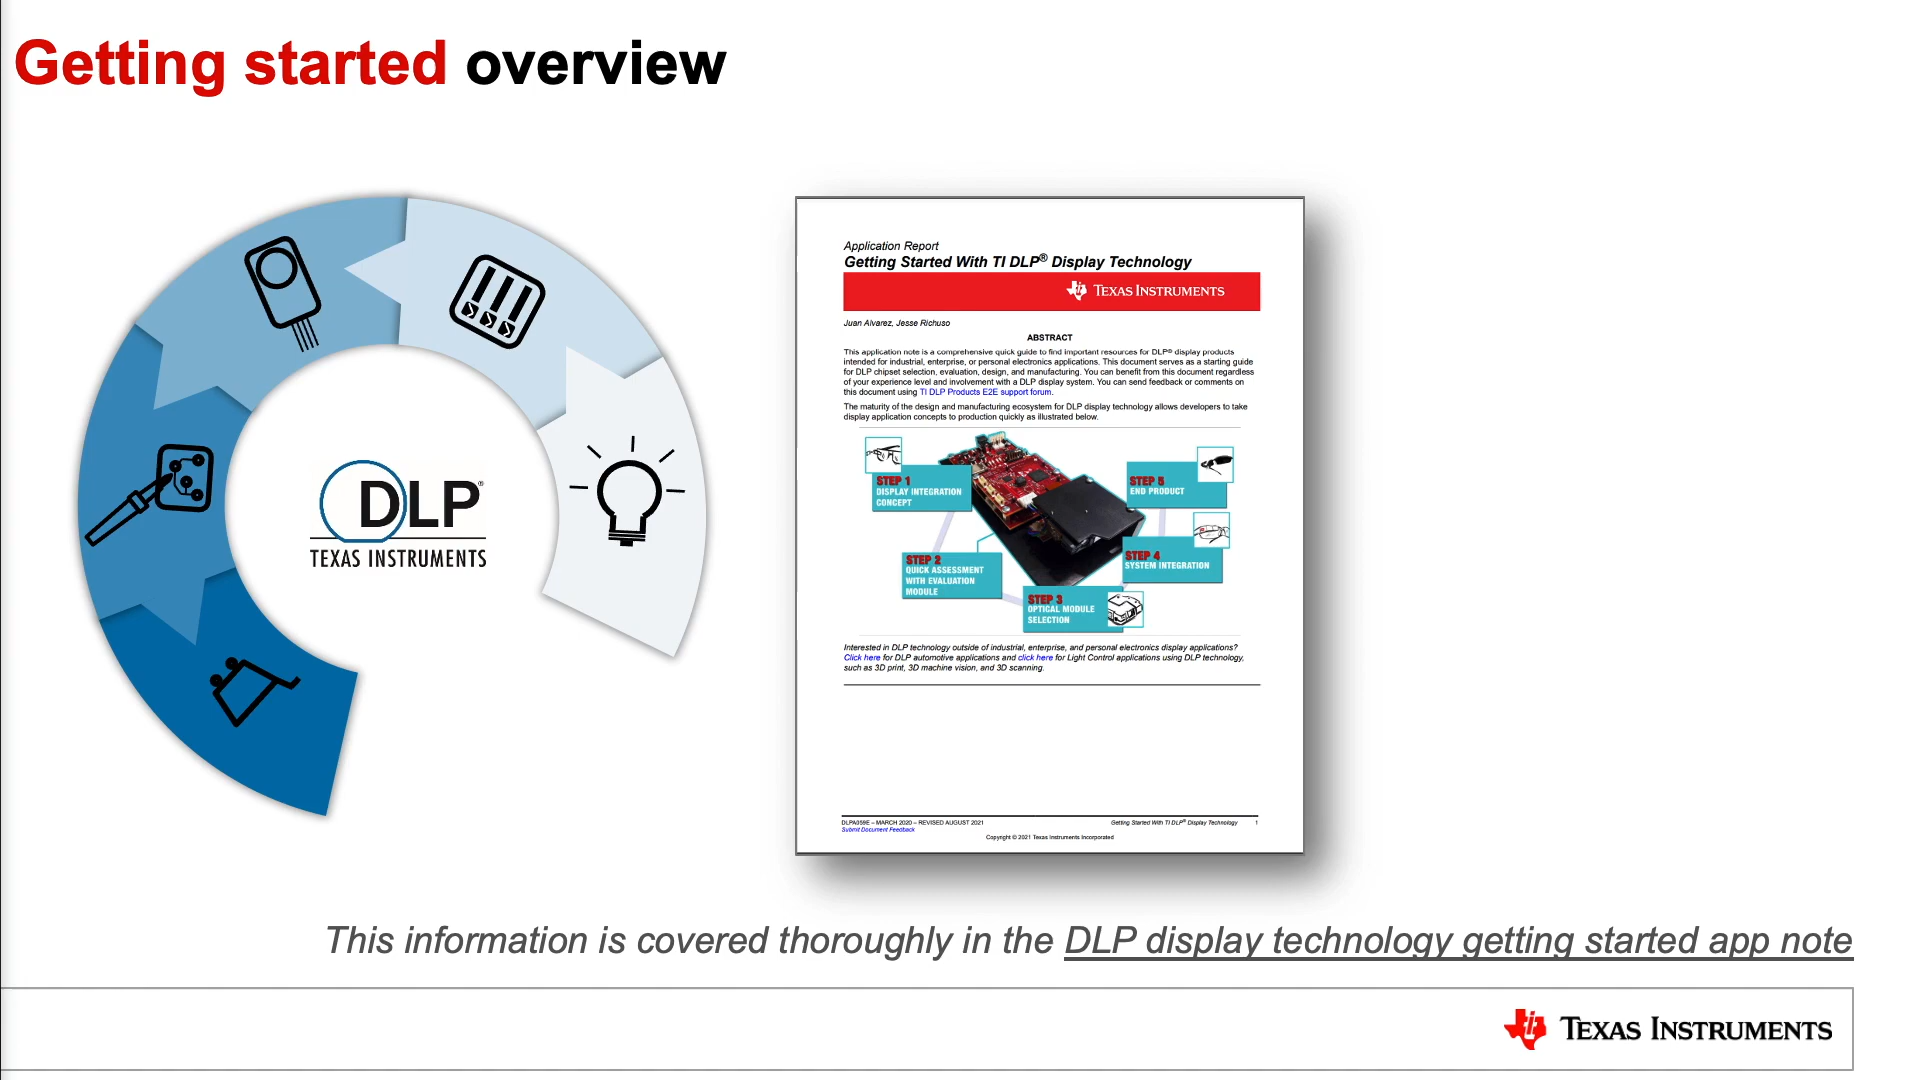 Getting started overview
DLP®
TEXAS INSTRUMENTS
Application Report
Getting Started With TI DLP® Display Technology
TEXAS INSTRUMENTS
Juan Alvarez, Jesse Richuso
ABSTRACT
This application note is a comprehensive quick guide to find important resources for DLP® display products
intended for industrial, enterprise, or personal electronics applications. This document serves as a starting guide
for DLP chipset selection, evaluation, design, and manufacturing. You can benefit from this document regardless
of your experience level and involvement with a DLP display system. You can send feedback or comments on
this document using TI DLP Products E2E support forum.
The maturity of the design and manufacturing ecosystem for DLP display technology allows developers to take
display application concepts to production quickly as illustrated below.
STEP 1
DISPLAY INTEGRATION
CONCEPT
STEP 2
QUICK ASSESSMENT
WITH EVALUATION
MODULE
STEP 3
OPTICAL MODULE
SELECTION
STEP 4
SYSTEM INTEGRATION
STEP 5
END PRODUCT
Interested in DLP technology outside of industrial, enterprise, and personal electronics display applications?
Click here for DLP automotive applications and click here for Light Control applications using DLP technology,
such as 3D print, 3D machine vision, and 3D scanning.
DLPA059E – MARCH 2020 – REVISED AUGUST 2021
Submit Document Feedback
Getting Started With TI DLP® Display Technology 1
Copyright © 2021 Texas Instruments Incorporated
This information is covered thoroughly in the DLP display technology getting started app note
TEXAS INSTRUMENTS